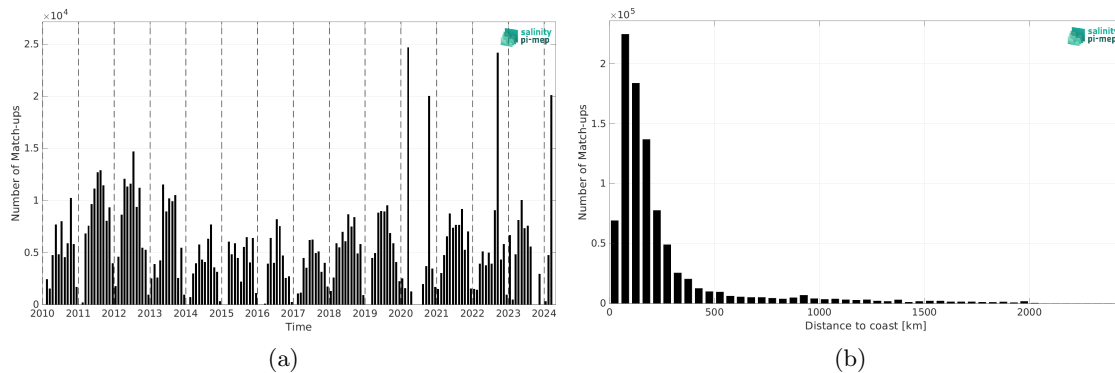 ×10⁴
salinity
pi-mep
2.5
2
1.5
1
0.5
0
Number of Match-ups
2010 2011 2012 2013 2014 2015 2016 2017 2018 2019 2020 2021 2022 2023 2024
Time
(a)
×10⁵
salinity
pi-mep
2
1.5
1
0.5
0
Number of Match-ups
0 500 1000 1500 2000
Distance to coast [km]
(b)